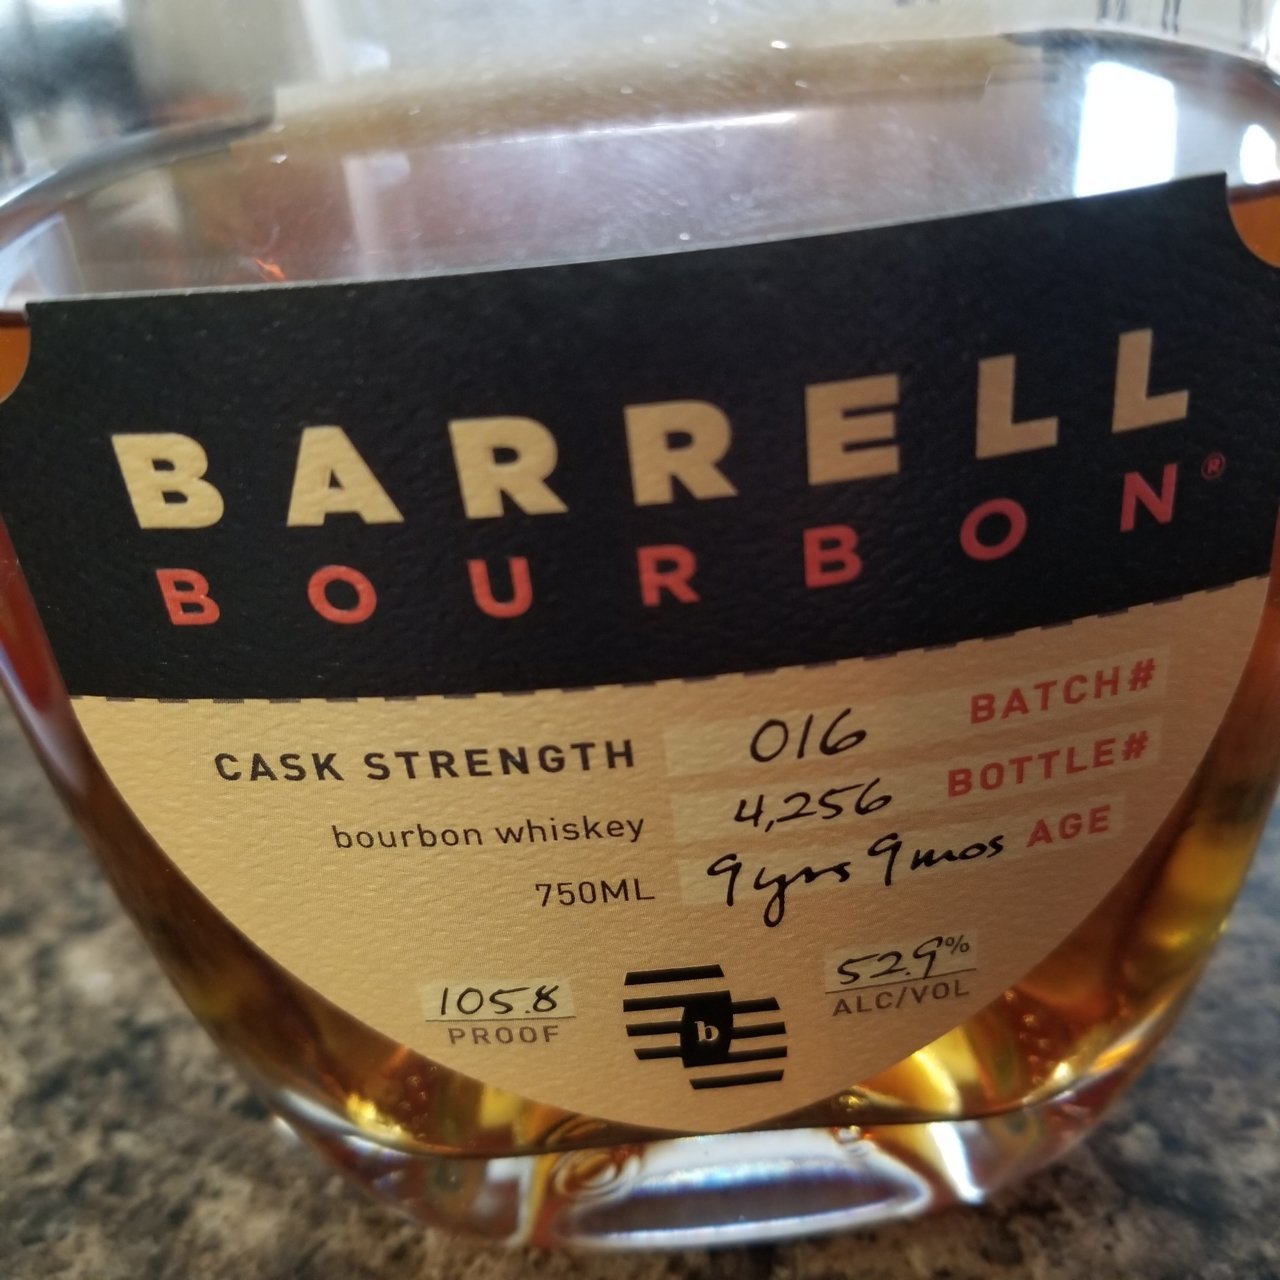 BARRELL
BOURBON®
CASK STRENGTH 016 BATCH#
bourbon whiskey 4,256 BOTTLE#
750ML 9yrs 9mos AGE
105.8 52.9%
PROOF b ALC/VOL